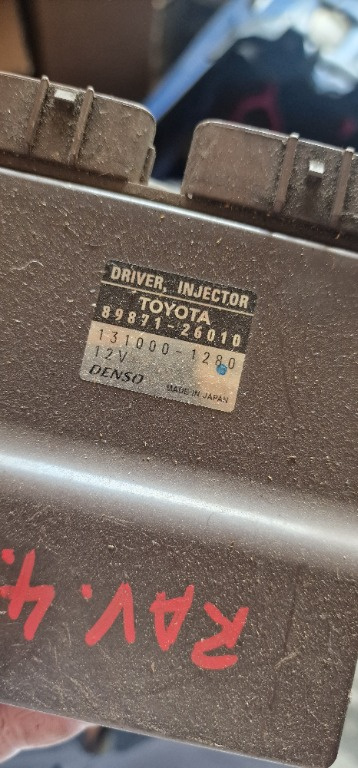 DRIVER, INJECTOR
TOYOTA
89871-26010
131000-1280
12V
DENSO MADE IN JAPAN
RAV.4.